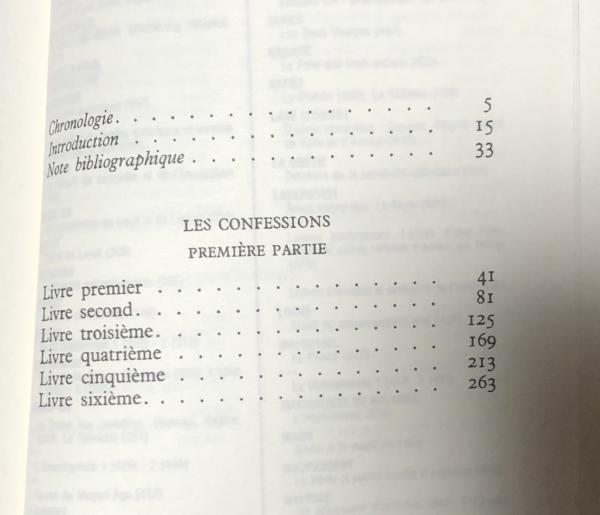 Chronologie. . . . . . . . . . . . . . . . 5
Introduction . . . . . . . . . . . . . . . 15
Note bibliographique . . . . . . . . . . . 33
LES CONFESSIONS
PREMIÈRE PARTIE
Livre premier . . . . . . . . . . . . . 41
Livre second. . . . . . . . . . . . . . 81
Livre troisième. . . . . . . . . . . . . 125
Livre quatrième . . . . . . . . . . . . 169
Livre cinquième . . . . . . . . . . . . 213
Livre sixième. . . . . . . . . . . . . . 263